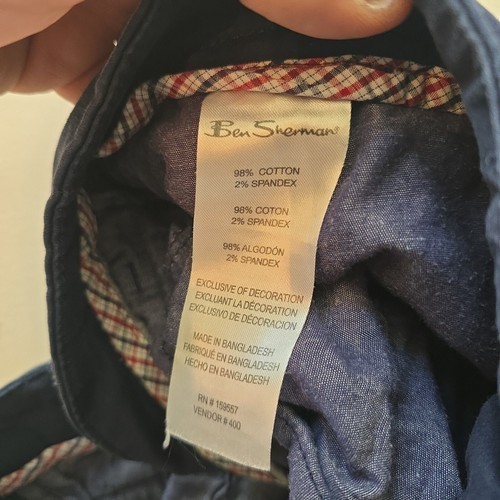 Ben Sherman®
98% COTTON
2% SPANDEX
98% COTON
2% SPANDEX
98% ALGODÓN
2% SPANDEX
EXCLUSIVE OF DECORATION
EXCLUANT LA DÉCORATION
EXCLUSIVO DE DÉCORACIÓN
MADE IN BANGLADESH
FABRIQUÉ EN BANGLADESH
HECHO EN BANGLADESH
RN # 159557
VENDOR # 400